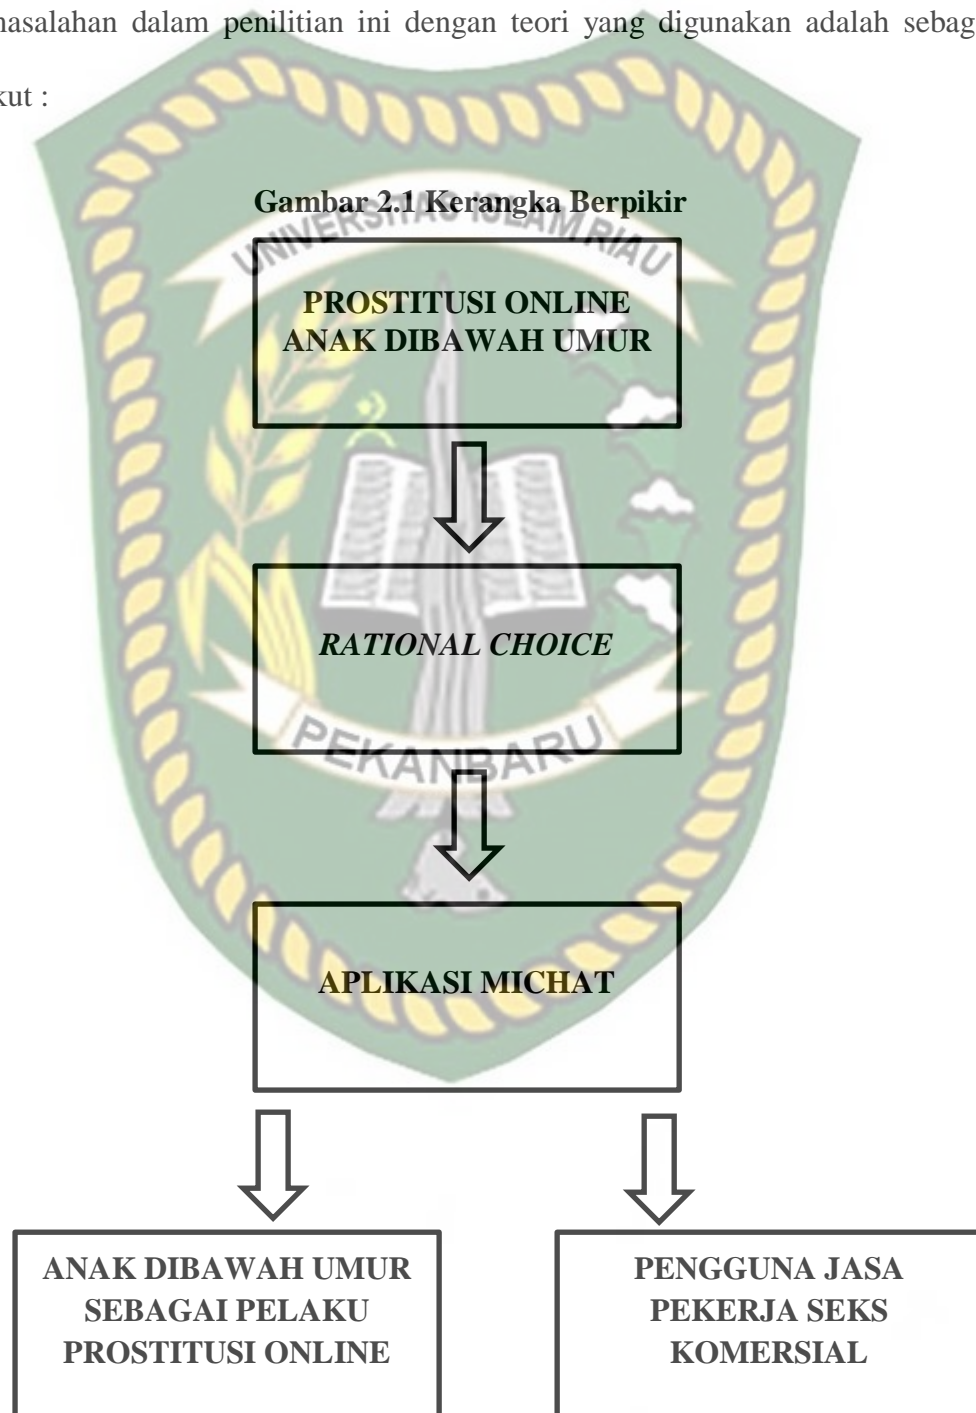 masalahan dalam penilitian ini dengan teori yang digunakan adalah sebag
kut :
Gambar 2.1 Kerangka Berpikir
UNIVERSITAS ISLAM RIAU
PROSTITUSI ONLINE
ANAK DIBAWAH UMUR
RATIONAL CHOICE
PEKANBARU
APLIKASI MICHAT
ANAK DIBAWAH UMUR
SEBAGAI PELAKU
PROSTITUSI ONLINE
PENGGUNA JASA
PEKERJA SEKS
KOMERSIAL